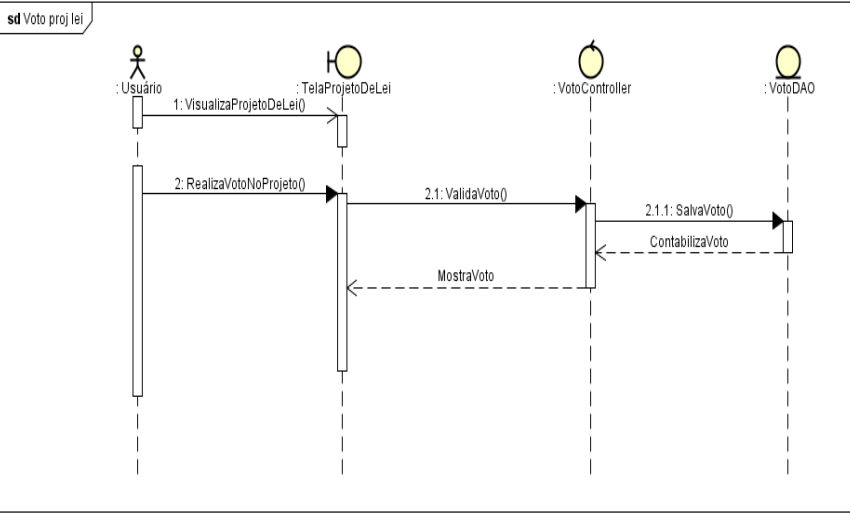 sd Voto proj lei
: Usuário
: TelaProjetoDeLei
: VotoController
: VotoDAO
1: VisualizaProjetoDeLei()
2: RealizaVotoNoProjeto()
2.1: ValidaVoto()
2.1.1: SalvaVoto()
ContabilizaVoto
MostraVoto